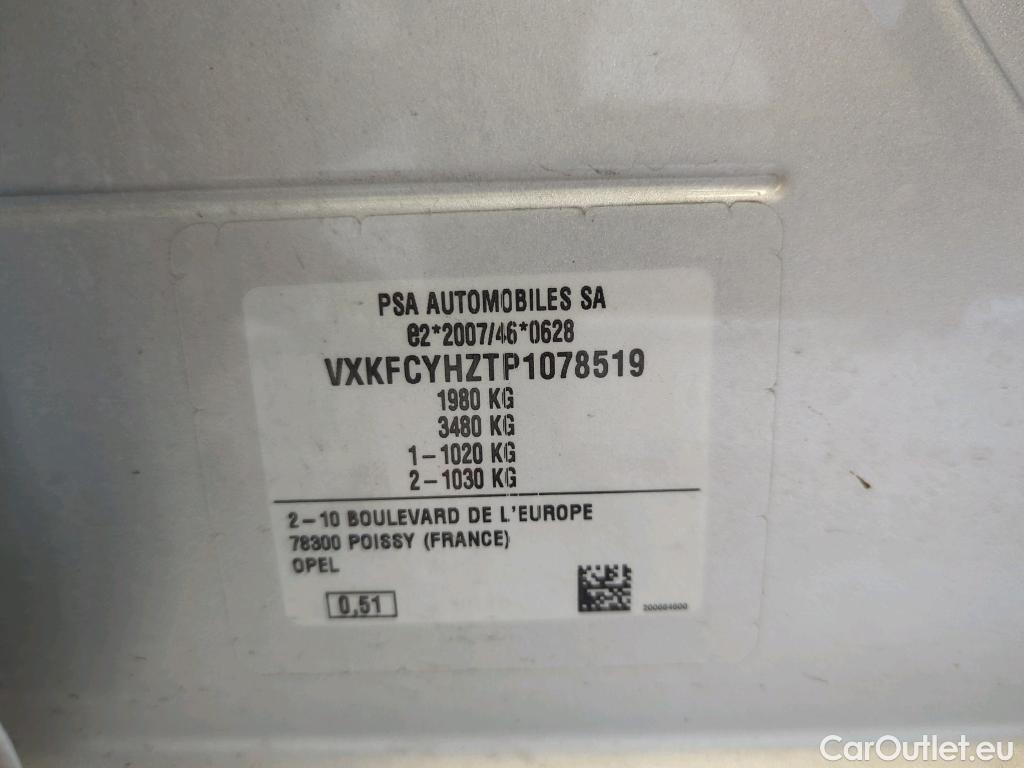 PSA AUTOMOBILES SA
e2*2007/46*0628
VXKFCYHZTP1078519
1980 KG
3480 KG
1-1020 KG
2-1030 KG
2-10 BOULEVARD DE L'EUROPE
78300 POISSY (FRANCE)
OPEL
0,51
200004000
CarOutlet.eu